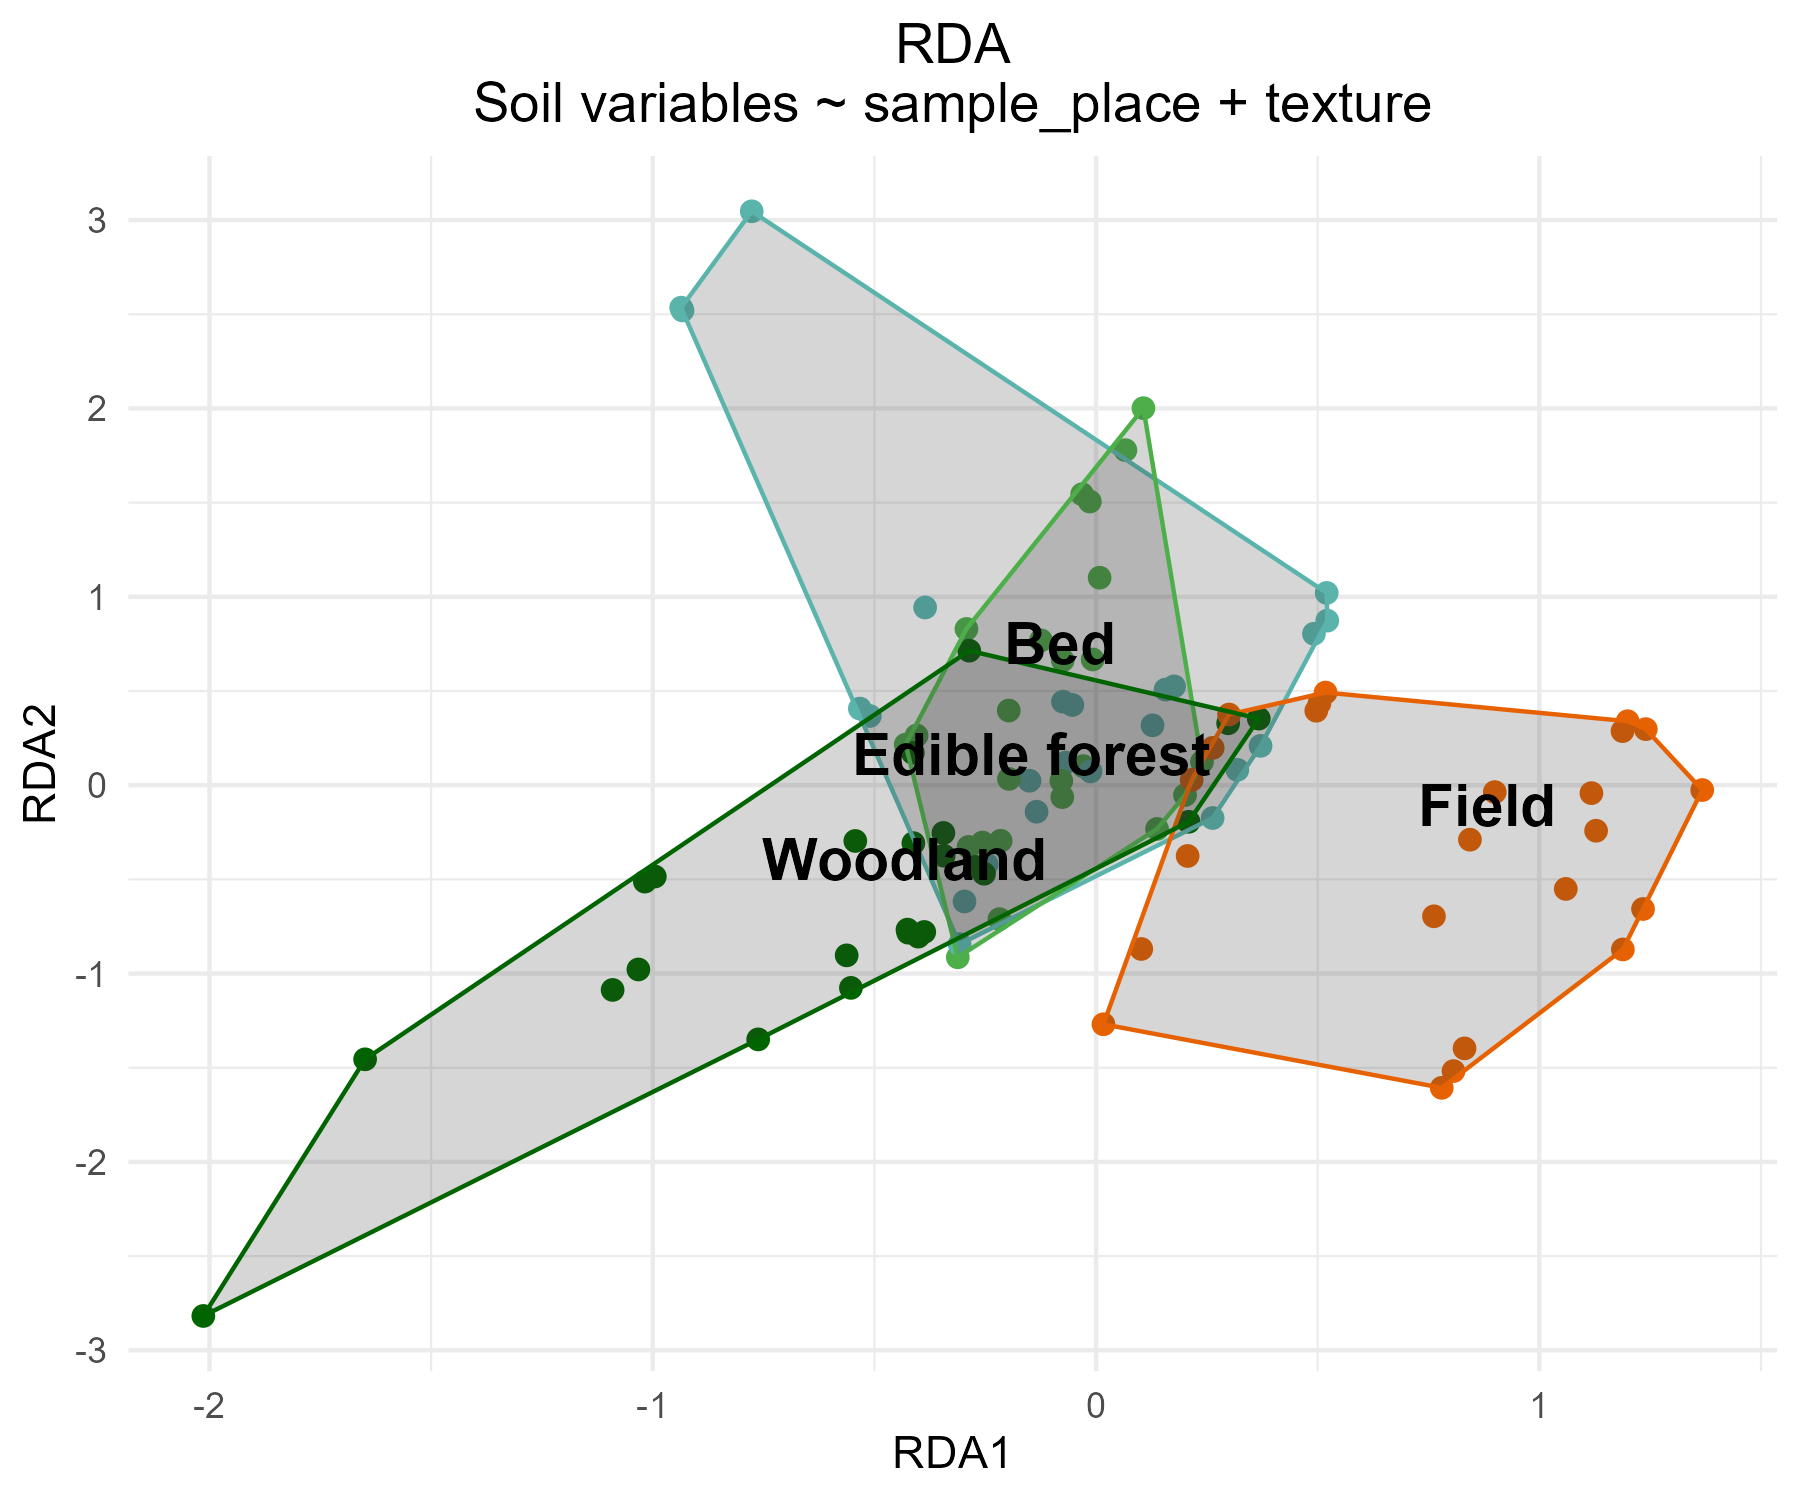 RDA
Soil variables ~ sample_place + texture
3
2
1
0
-1
-2
-3
RDA2
Bed
Edible forest
Field
Woodland
-2
-1
0
1
RDA1